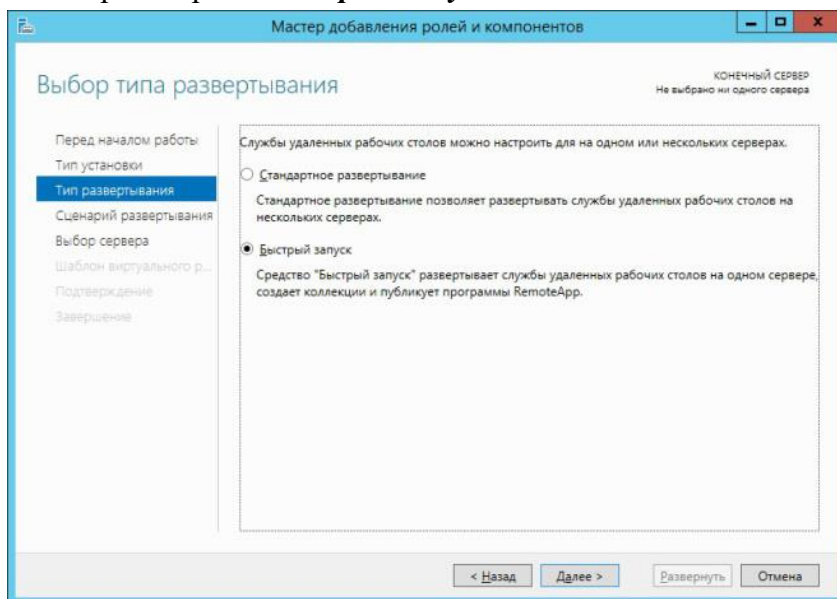 Мастер добавления ролей и компонентов
Выбор типа развертывания
КОНЕЧНЫЙ СЕРВЕР
Не выбрано ни одного сервера
Перед началом работы
Тип установки
Тип развертывания
Сценарий развертывания
Выбор сервера
Шаблон виртуального р...
Подтверждение
Завершение
Службы удаленных рабочих столов можно настроить для на одном или нескольких серверах.
Стандартное развертывание
Стандартное развертывание позволяет развертывать службы удаленных рабочих столов на
нескольких серверах.
Быстрый запуск
Средство "Быстрый запуск" развертывает службы удаленных рабочих столов на одном сервере,
создает коллекции и публикует программы RemoteApp.
< Назад
Далее >
Развернуть
Отмена